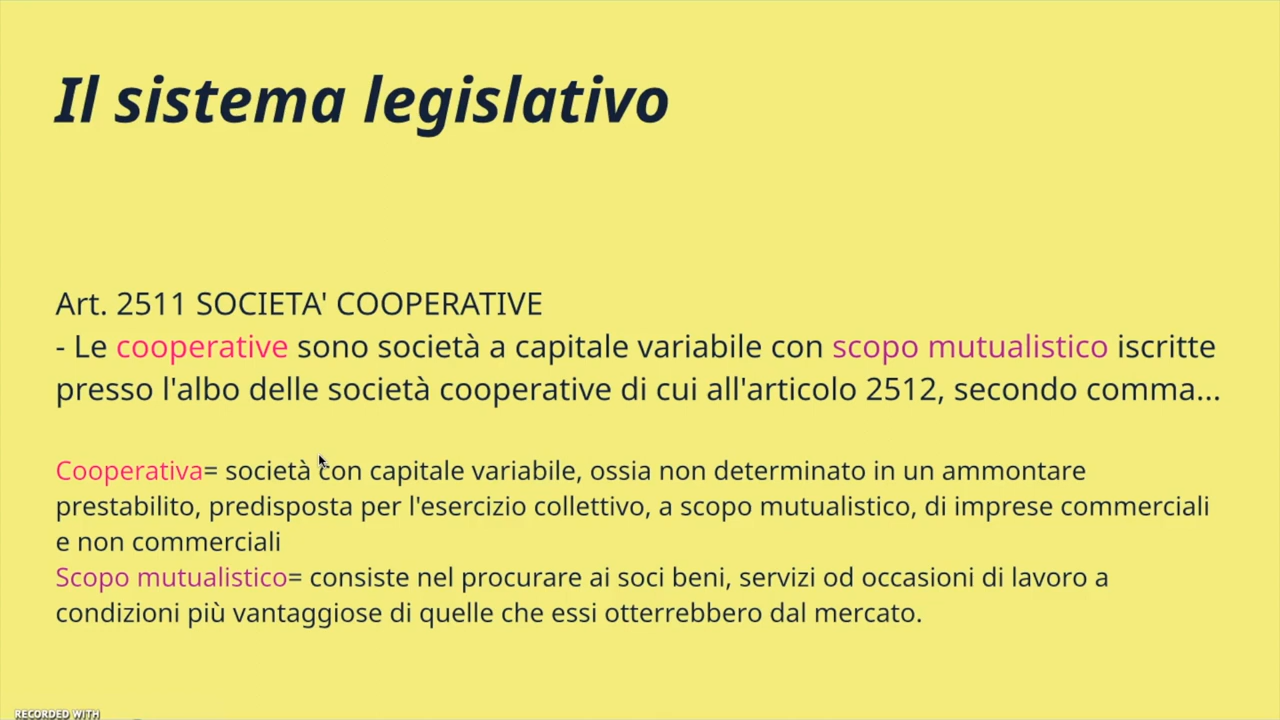 Il sistema legislativo
Art. 2511 SOCIETA' COOPERATIVE
- Le cooperative sono società a capitale variabile con scopo mutualistico iscritte
presso l'albo delle società cooperative di cui all'articolo 2512, secondo comma...
Cooperativa= società con capitale variabile, ossia non determinato in un ammontare
prestabilito, predisposta per l'esercizio collettivo, a scopo mutualistico, di imprese commerciali
e non commerciali
Scopo mutualistico= consiste nel procurare ai soci beni, servizi od occasioni di lavoro a
condizioni più vantaggiose di quelle che essi otterrebbero dal mercato.
RECORDED WITH